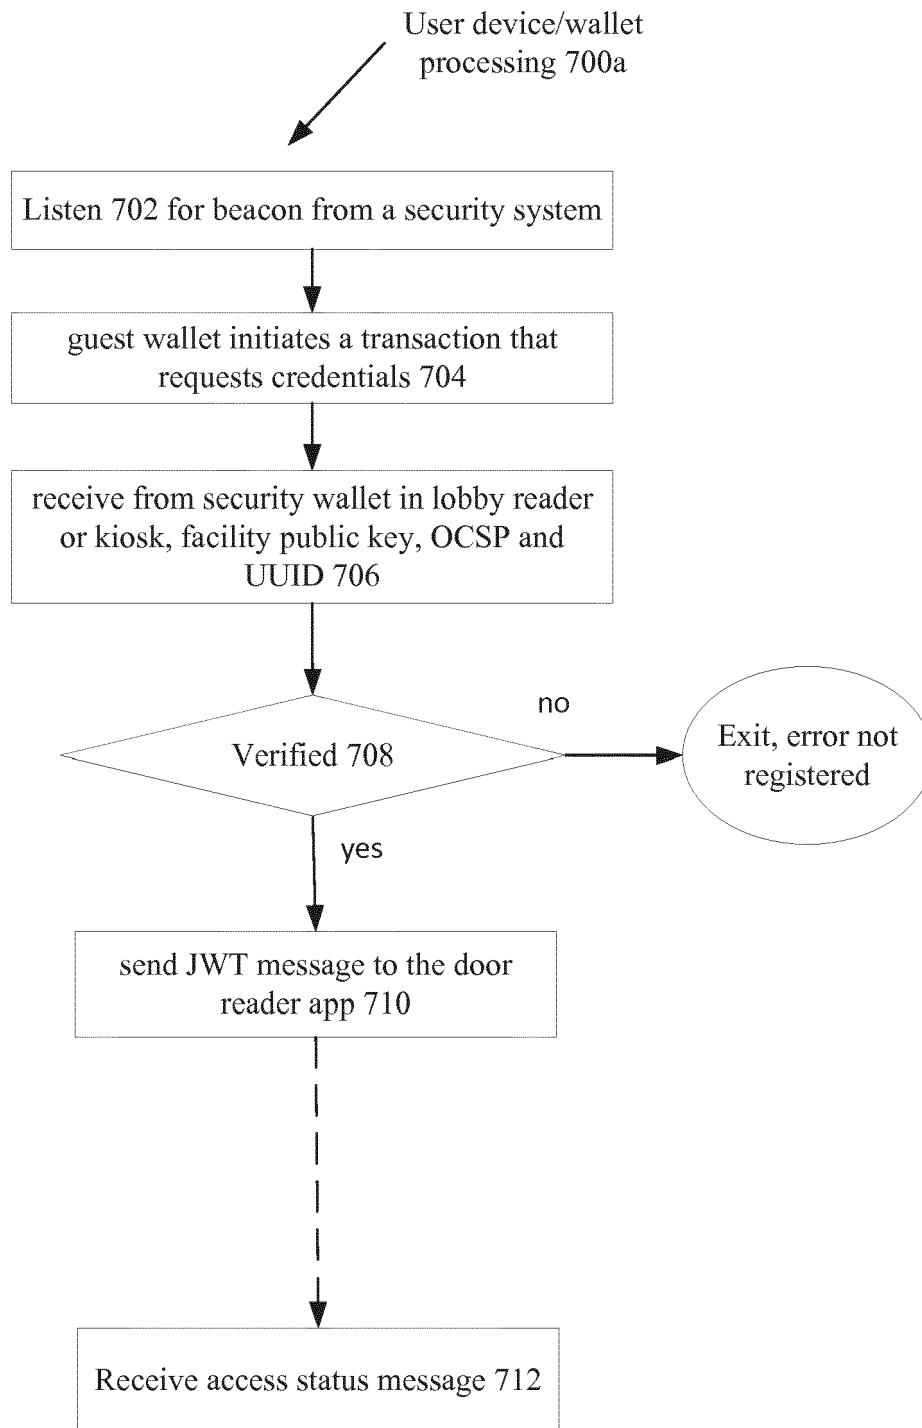 User device/wallet
processing 700a
Listen 702 for beacon from a security system
guest wallet initiates a transaction that
requests credentials 704
receive from security wallet in lobby reader
or kiosk, facility public key, OCSP and
UUID 706
no
Verified 708
Exit, error not
registered
yes
send JWT message to the door
reader app 710
Receive access status message 712